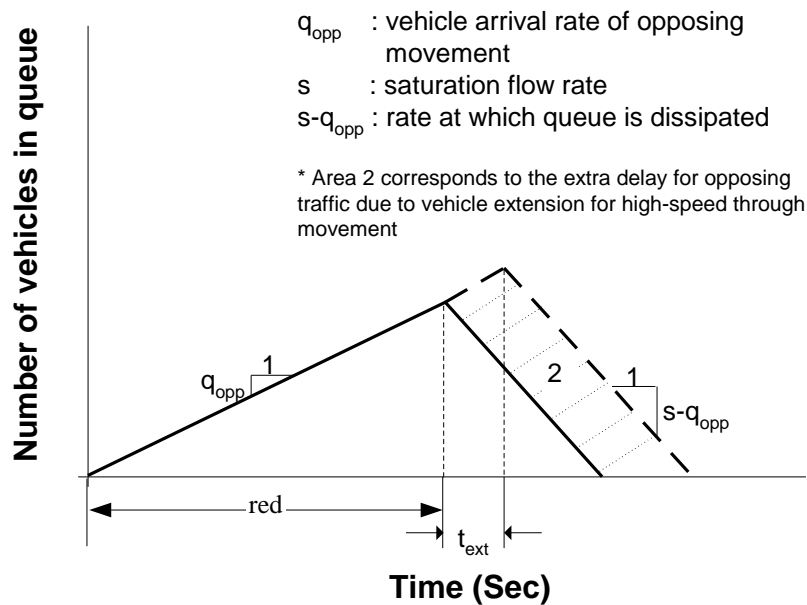 q_opp : vehicle arrival rate of opposing
movement
s : saturation flow rate
s-q_opp : rate at which queue is dissipated
* Area 2 corresponds to the extra delay for opposing
traffic due to vehicle extension for high-speed through
movement
Number of vehicles in queue
1
q_opp
2
1
s-q_opp
red
t_ext
Time (Sec)